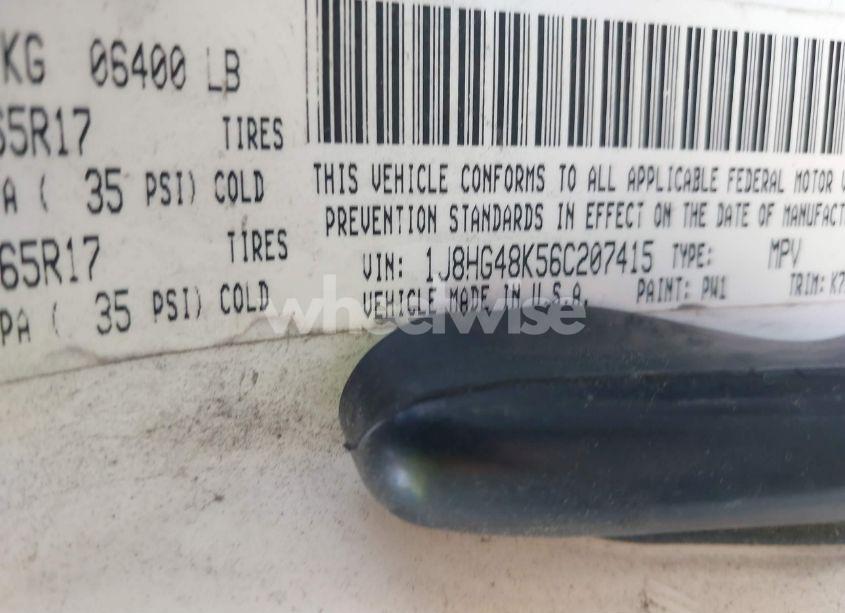 KG 06400 LB
65R17 TIRES
A ( 35 PSI) COLD
65R17 TIRES
PA ( 35 PSI) COLD
THIS VEHICLE CONFORMS TO ALL APPLICABLE FEDERAL MOTOR V
PREVENTION STANDARDS IN EFFECT ON THE DATE OF MANUFACT
VIN: 1J8HG48K56C207415 TYPE: MPV
VEHICLE MADE IN U.S.A. PAINT: PW1 TRIM: K7
wheelwise